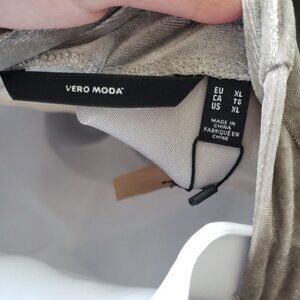 VERO MODA
EU XL
CA TG
US XL
MADE IN
CHINA
FABRIQUÉ EN
CHINE